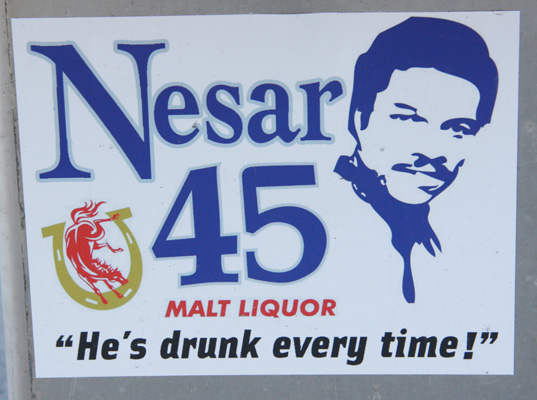 Nesar
45
MALT LIQUOR
"He's drunk every time!"